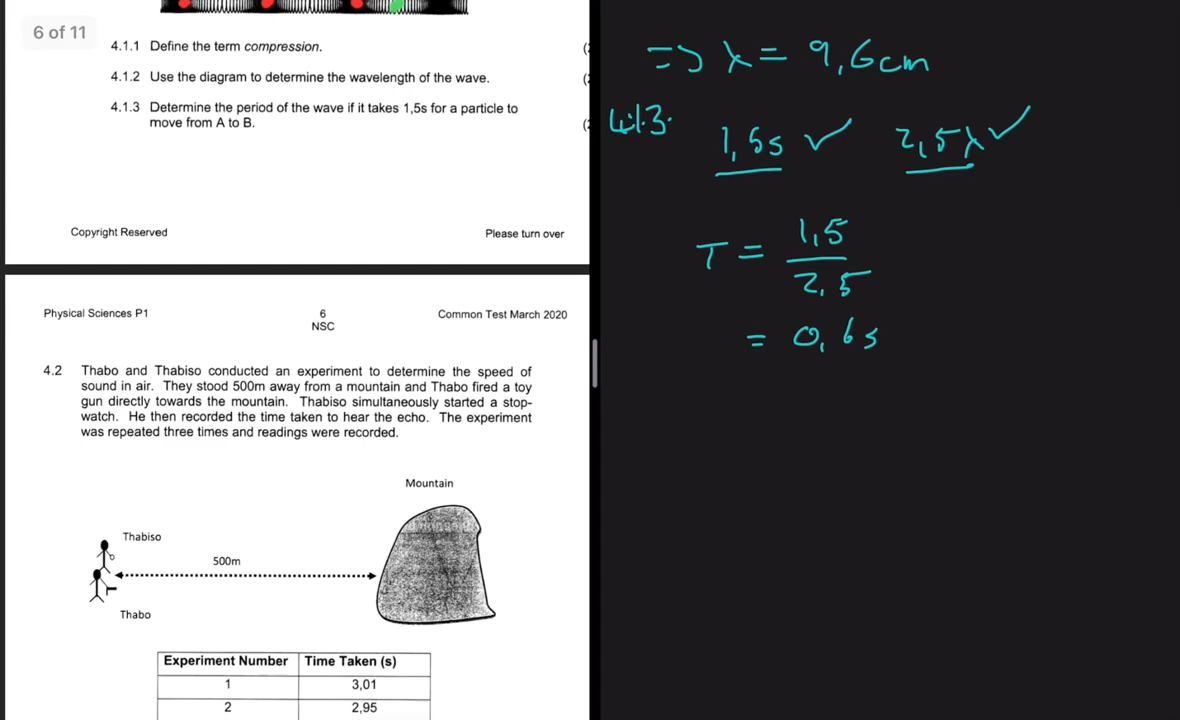 6 of 11
4.1.1 Define the term compression.
4.1.2 Use the diagram to determine the wavelength of the wave.
4.1.3 Determine the period of the wave if it takes 1,5s for a particle to
move from A to B.
Copyright Reserved
Please turn over
Physical Sciences P1
6
NSC
Common Test March 2020
4.2 Thabo and Thabiso conducted an experiment to determine the speed of
sound in air. They stood 500m away from a mountain and Thabo fired a toy
gun directly towards the mountain. Thabiso simultaneously started a stop-
watch. He then recorded the time taken to hear the echo. The experiment
was repeated three times and readings were recorded.
Mountain
Thabiso
500m
Thabo
Experiment Number Time Taken (s)
1 3,01
2 2,95
=> λ = 9,6cm
4.1.3.
1,5s ✓ 2,5λ ✓
T = 1,5
2,5
= 0,6s